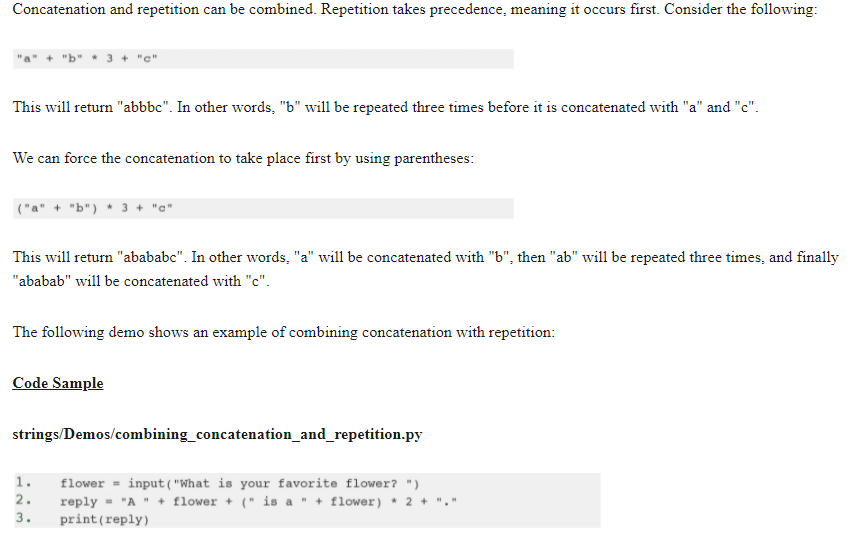 Concatenation and repetition can be combined. Repetition takes precedence, meaning it occurs first. Consider the following:
"a" + "b" * 3 + "c"
This will return "abbbc". In other words, "b" will be repeated three times before it is concatenated with "a" and "c".
We can force the concatenation to take place first by using parentheses:
("a" + "b") * 3 + "c"
This will return "abababc". In other words, "a" will be concatenated with "b", then "ab" will be repeated three times, and finally
"ababab" will be concatenated with "c".
The following demo shows an example of combining concatenation with repetition:
Code Sample
strings/Demos/combining_concatenation_and_repetition.py
1. flower = input("What is your favorite flower? ")
2. reply = "A " + flower + (" is a " + flower) * 2 + "."
3. print(reply)